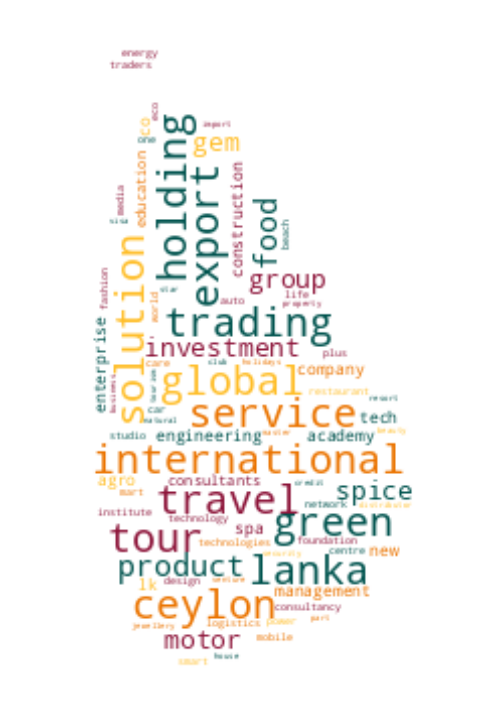 energy
traders
eco
import
co
one
holding
gem
education
export
construction
media
visa
food
beach
solution
group
fashion
star
world
auto
life
property
trading
enterprise
investment
plus
care
club
holidays
company
business
tourism
global
restaurant
resort
car
service
tech
natural
studio
engineering
master
academy
beauty
international
agro
consultants
credit
spice
mart
travel
network
distributor
institute
technology
spa
green
tour
foundation
technologies
centre
new
security
product
lanka
lk
design
venture
management
ceylon
consultancy
jewellery
logistics
power
part
motor
mobile
smart
house